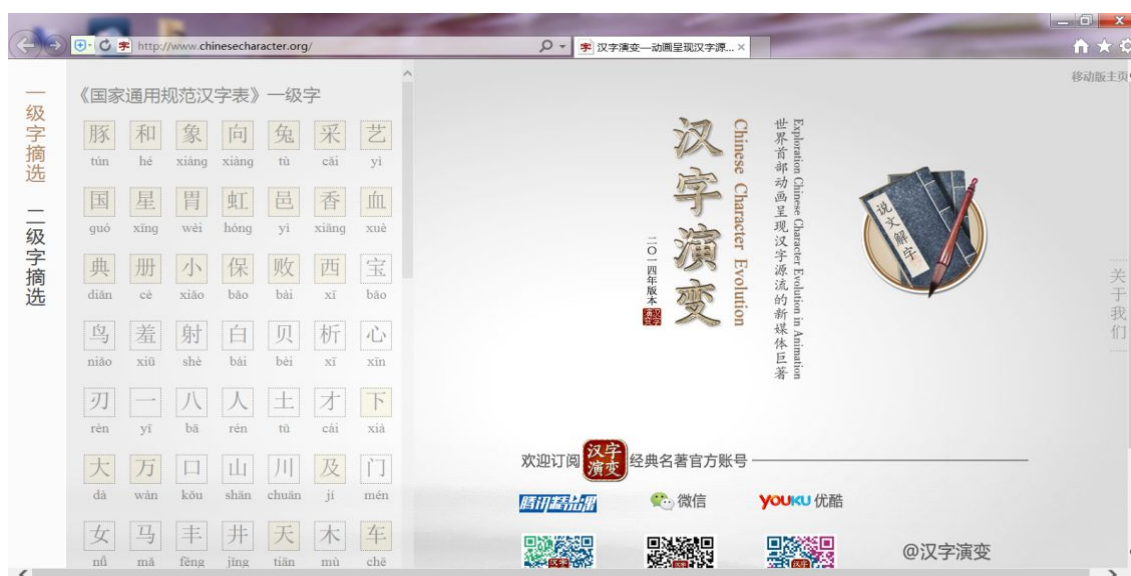 http://www.chinesecharacter.org/
汉字演变—动画呈现汉字源...
移动版主页
一级字摘选
二级字摘选
《国家通用规范汉字表》一级字
豚 和 象 向 兔 采 艺
tún hé xiàng xiàng tù cǎi yì
国 星 胃 虹 邑 香 血
guó xīng wèi hóng yì xiāng xuè
典 册 小 保 败 西 宝
diǎn cè xiǎo bǎo bài xī bǎo
鸟 羞 射 白 贝 析 心
niǎo xiū shè bái bèi xī xīn
刃 一 八 人 土 才 下
rèn yī bā rén tǔ cái xià
大 万 口 山 川 及 门
dà wàn kǒu shān chuān jí mén
女 马 丰 井 天 木 车
nǚ mǎ fēng jǐng tiān mù chē
汉字演变
Chinese Character Evolution
二〇一四年版本
世界首部动画呈现汉字源流的新媒体巨著
Exploration Chinese Character Evolution in Animation
说文解字
关于我们
欢迎订阅 汉字演变 经典名著官方账号
腾讯精品课 微信 YOUKU 优酷
@汉字演变